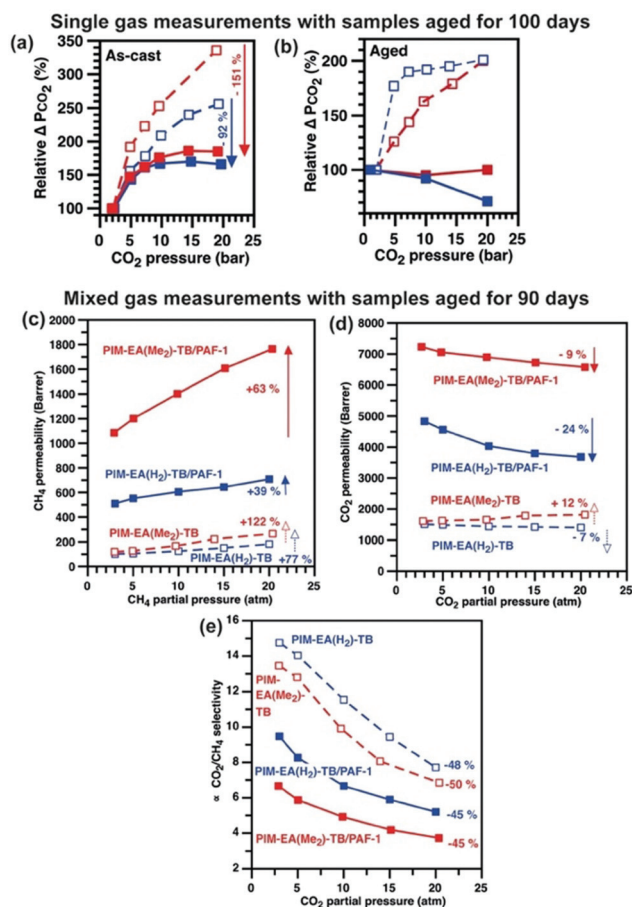 Single gas measurements with samples aged for 100 days
(a)
As-cast
350
300
250
200
150
100
Relative Δ PCO₂ (%)
- 151 %
92 %
0 5 10 15 20 25
CO₂ pressure (bar)
(b)
Aged
200
100
Relative Δ PCO₂ (%)
0 5 10 15 20 25
CO₂ pressure (bar)
Mixed gas measurements with samples aged for 90 days
(c)
2000
1800
1600
1400
1200
1000
800
600
400
200
0
CH₄ permeability (Barrer)
PIM-EA(Me₂)-TB/PAF-1
+63 %
PIM-EA(H₂)-TB/PAF-1
+39 %
PIM-EA(Me₂)-TB
+122 %
PIM-EA(H₂)-TB
+77 %
0 5 10 15 20 25
CH₄ partial pressure (atm)
(d)
8000
7000
6000
5000
4000
3000
2000
1000
0
CO₂ permeability (Barrer)
- 9 %
PIM-EA(Me₂)-TB/PAF-1
- 24 %
PIM-EA(H₂)-TB/PAF-1
PIM-EA(Me₂)-TB
+ 12 %
PIM-EA(H₂)-TB
- 7 %
0 5 10 15 20 25
CO₂ partial pressure (atm)
(e)
16
14
12
10
8
6
4
2
∝ CO₂/CH₄ selectivity
PIM-EA(H₂)-TB
PIM-
EA(Me₂)-
TB
-48 %
-50 %
PIM-EA(H₂)-TB/PAF-1
-45 %
PIM-EA(Me₂)-TB/PAF-1
-45 %
0 5 10 15 20 25
CO₂ partial pressure (atm)